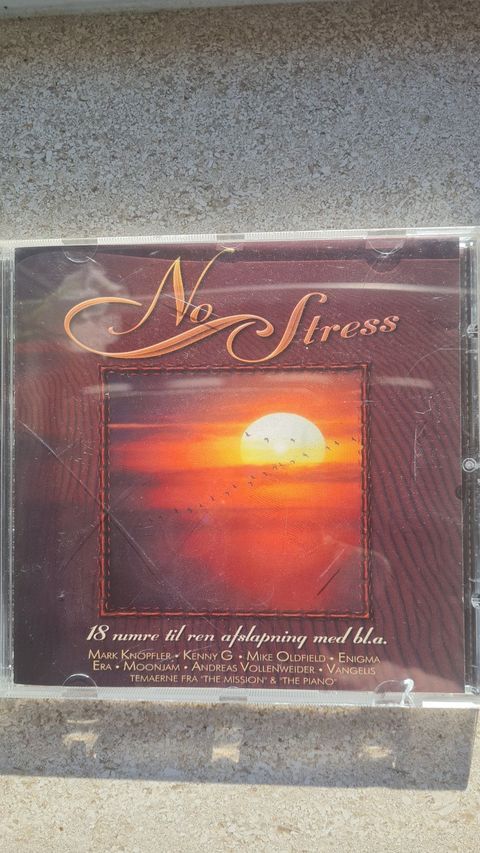 No Stress
18 numre til ren afslapning med bl.a.
MARK KNÖPFLER • KENNY G • MIKE OLDFIELD • ENIGMA
ERA • MOONJAM • ANDREAS VOLLENWEIDER • VANGELIS
TEMAERNE FRA "THE MISSION" & "THE PIANO"